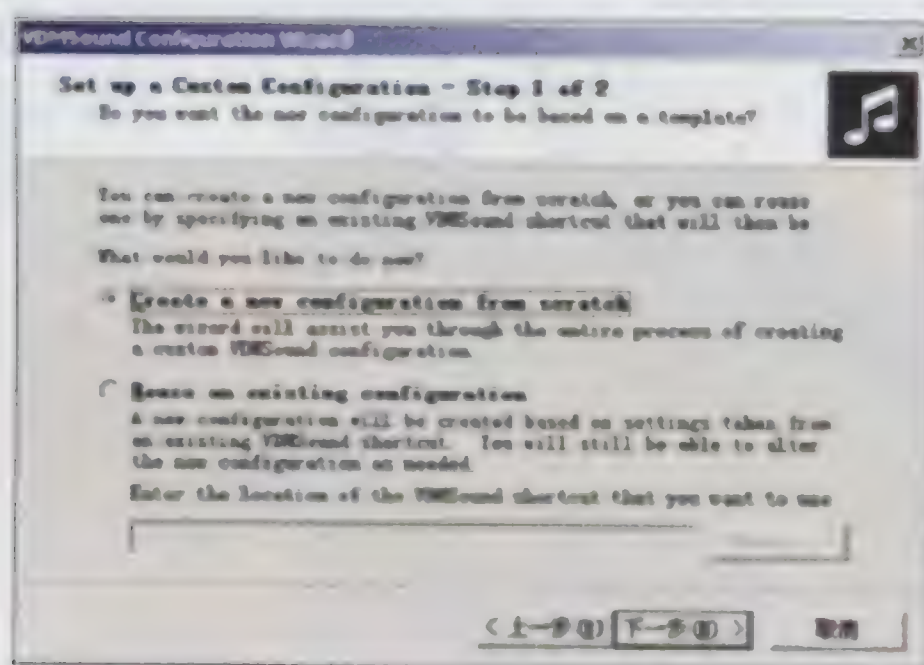 VDMSound Configuration Wizard
Set up a Custom Configuration - Step 1 of 2
Do you want the new configuration to be based on a template?
You can create a new configuration from scratch, or you can reuse
one by specifying an existing VDMSound shortcut that will then be
What would you like to do now?
Create a new configuration from scratch
The wizard will assist you through the entire process of creating
a custom VDMSound configuration
Reuse an existing configuration
A new configuration will be created based on settings taken from
an existing VDMSound shortcut. You will still be able to alter
the new configuration as needed.
Enter the location of the VDMSound shortcut that you want to use
< 上一步(B) 下一步(N) > 取消